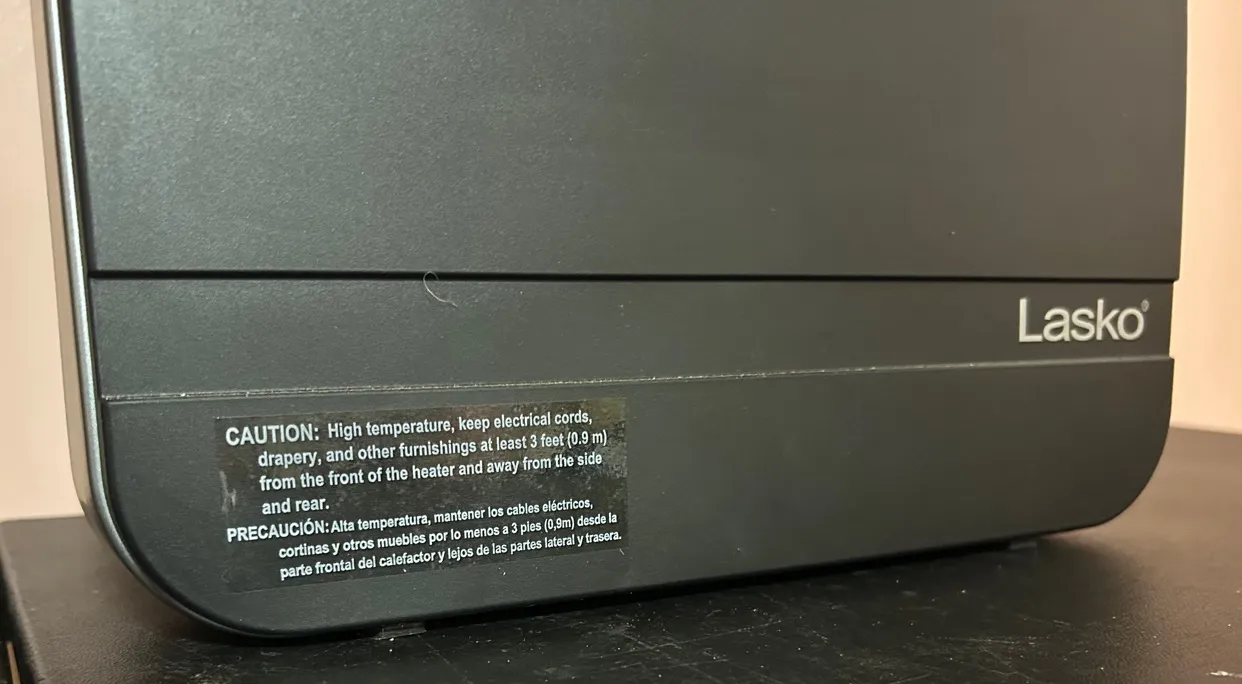 Lasko®
CAUTION: High temperature, keep electrical cords,
drapery, and other furnishings at least 3 feet (0.9 m)
from the front of the heater and away from the side
and rear.
PRECAUCIÓN: Alta temperatura, mantener los cables eléctricos,
cortinas y otros muebles por lo menos a 3 pies (0,9m) desde la
parte frontal del calefactor y lejos de las partes lateral y trasera.